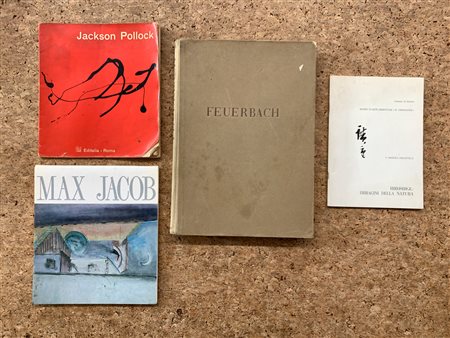 Jackson Pollock
Editalia - Roma
MAX JACOB
FEUERBACH
HIROSHIGE:
IMMAGINI DELLA NATURA